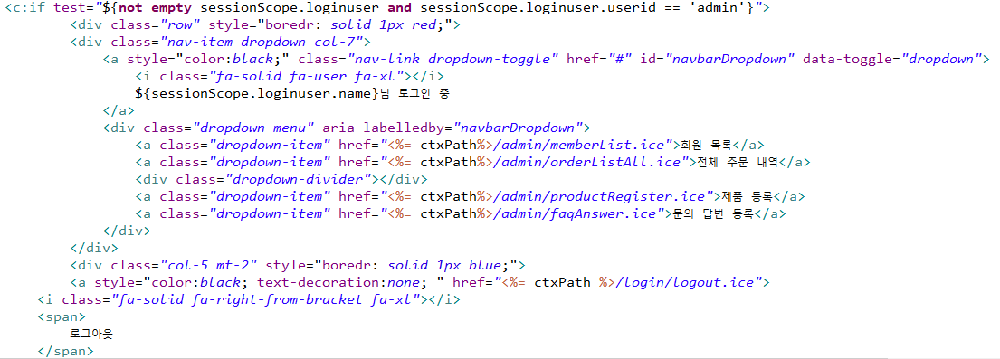 <c:if test="${not empty sessionScope.loginuser and sessionScope.loginuser.userid == 'admin'}">
<div class="row" style="boredr: solid 1px red;">
<div class="nav-item dropdown col-7">
<a style="color:black;" class="nav-link dropdown-toggle" href="#" id="navbarDropdown" data-toggle="dropdown">
<i class="fa-solid fa-user fa-xl"></i>
${sessionScope.loginuser.name}님 로그인 중
</a>
<div class="dropdown-menu" aria-labelledby="navbarDropdown">
<a class="dropdown-item" href="<%= ctxPath%>/admin/memberList.ice">회원 목록</a>
<a class="dropdown-item" href="<%= ctxPath%>/admin/orderListAll.ice">전체 주문 내역</a>
<div class="dropdown-divider"></div>
<a class="dropdown-item" href="<%= ctxPath%>/admin/productRegister.ice">제품 등록</a>
<a class="dropdown-item" href="<%= ctxPath%>/admin/faqAnswer.ice">문의 답변 등록</a>
</div>
</div>
<div class="col-5 mt-2" style="boredr: solid 1px blue;">
<a style="color:black; text-decoration:none; " href="<%= ctxPath %>/login/logout.ice">
<i class="fa-solid fa-right-from-bracket fa-xl"></i>
<span>
로그아웃
</span>